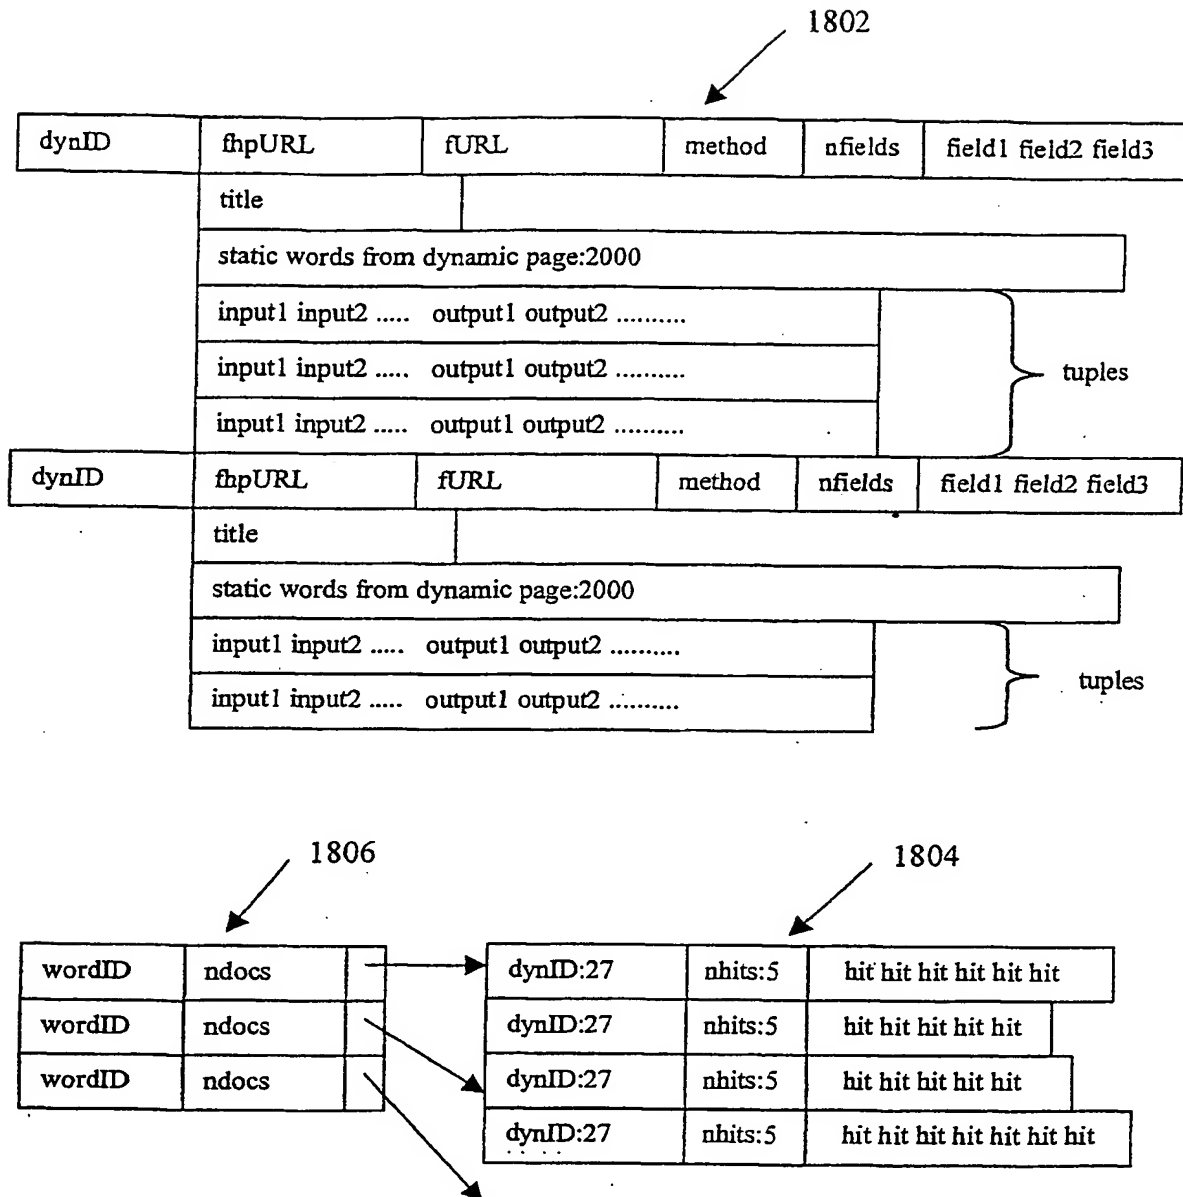 1802
dynID fhpURL fURL method nfields field1 field2 field3
title
static words from dynamic page:2000
input1 input2 ..... output1 output2 ..........
input1 input2 ..... output1 output2 ..........
tuples
input1 input2 ..... output1 output2 ..........
dynID fhpURL fURL method nfields field1 field2 field3
title
static words from dynamic page:2000
input1 input2 ..... output1 output2 ..........
input1 input2 ..... output1 output2 ..........
tuples
1806
1804
wordID ndocs
wordID ndocs
wordID ndocs
dynID:27 nhits:5 hit hit hit hit hit hit
dynID:27 nhits:5 hit hit hit hit hit
dynID:27 nhits:5 hit hit hit hit hit
dynID:27 nhits:5 hit hit hit hit hit hit hit